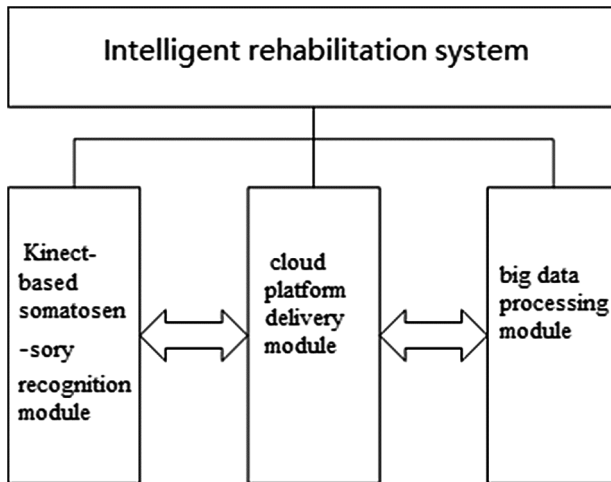 Intelligent rehabilitation system
Kinect-
based
somatosen
-sory
recognition
module
cloud
platform
delivery
module
big data
processing
module